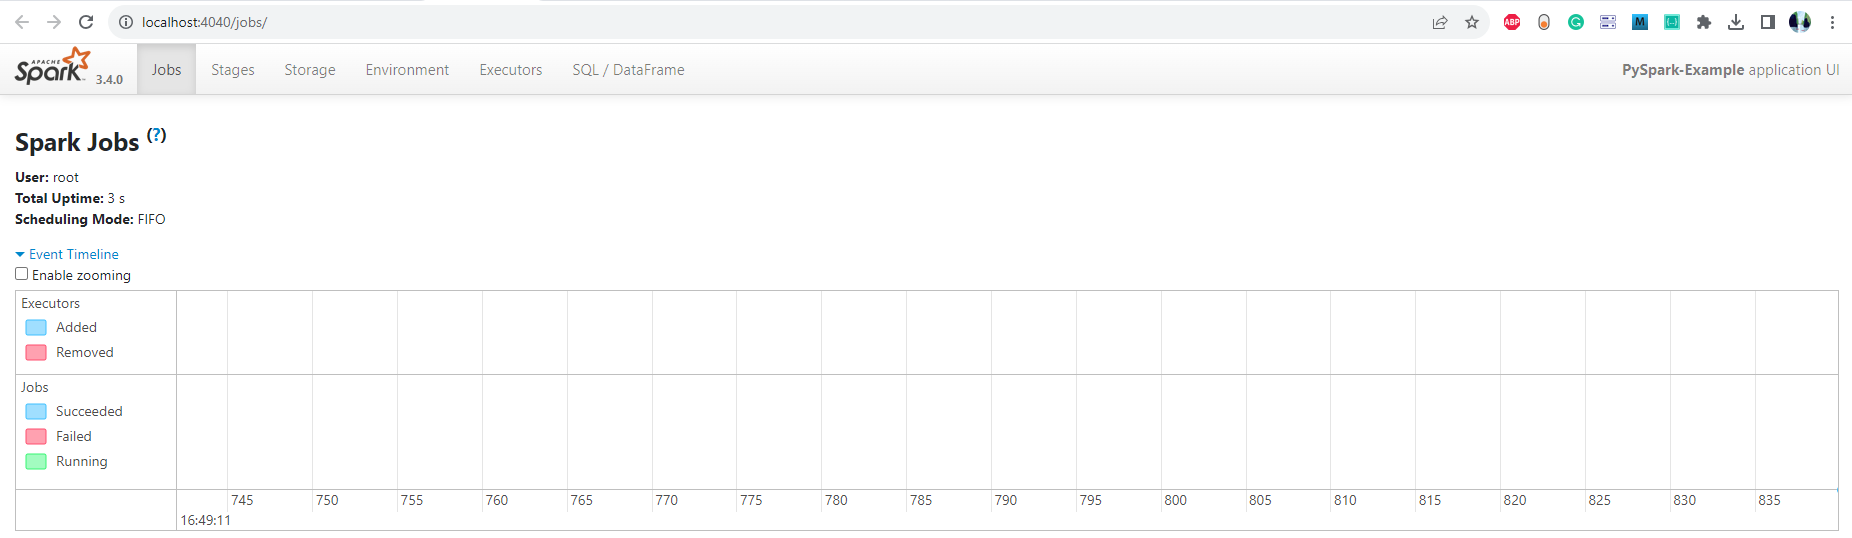 localhost:4040/jobs/
ABP
G
M
{..}
APACHE
Spark 3.4.0 Jobs Stages Storage Environment Executors SQL / DataFrame PySpark-Example application UI
Spark Jobs (?)
User: root
Total Uptime: 3 s
Scheduling Mode: FIFO
Event Timeline
Enable zooming
Executors
Added
Removed
Jobs
Succeeded
Failed
Running
745 750 755 760 765 770 775 780 785 790 795 800 805 810 815 820 825 830 835
16:49:11